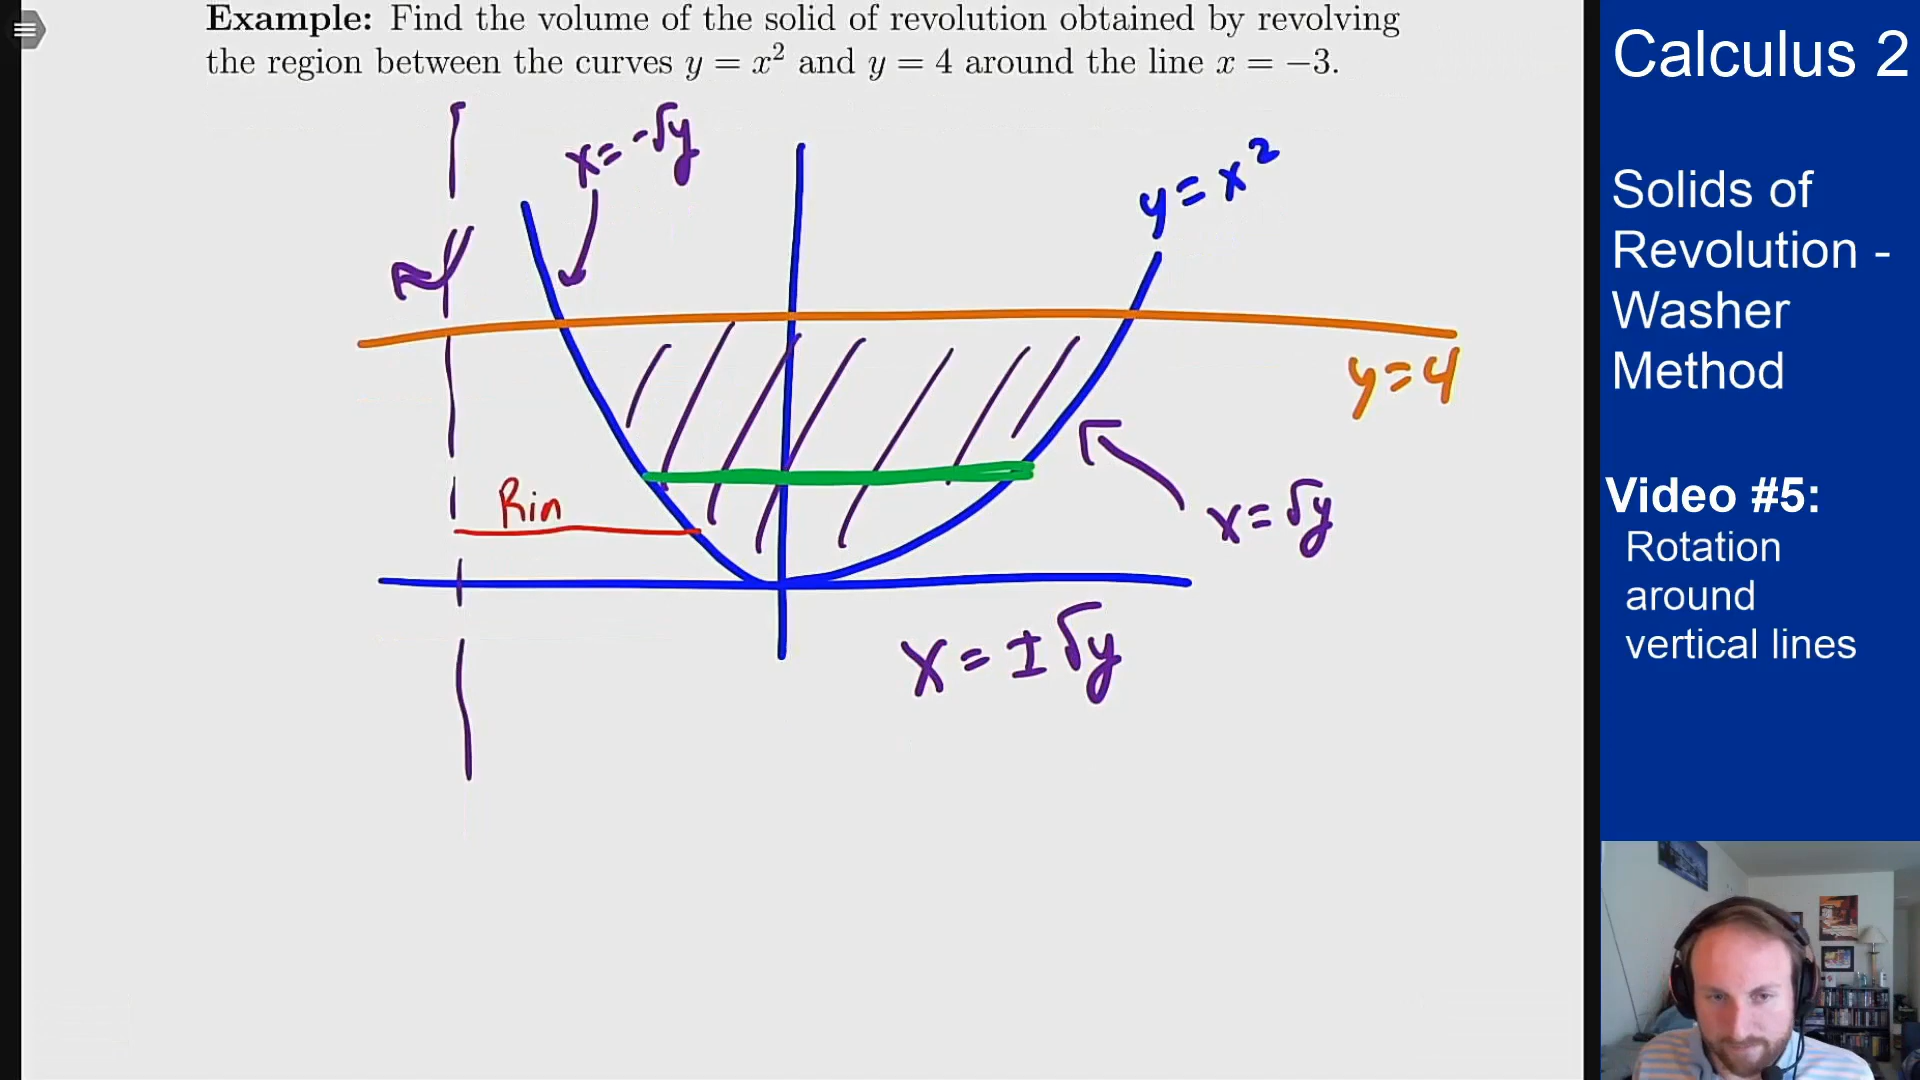 Example: Find the volume of the solid of revolution obtained by revolving
the region between the curves y = x² and y = 4 around the line x = −3.
x = -√y
y = x²
y = 4
Rin
x = √y
x = ±√y
Calculus 2
Solids of
Revolution -
Washer
Method
Video #5:
Rotation
around
vertical lines